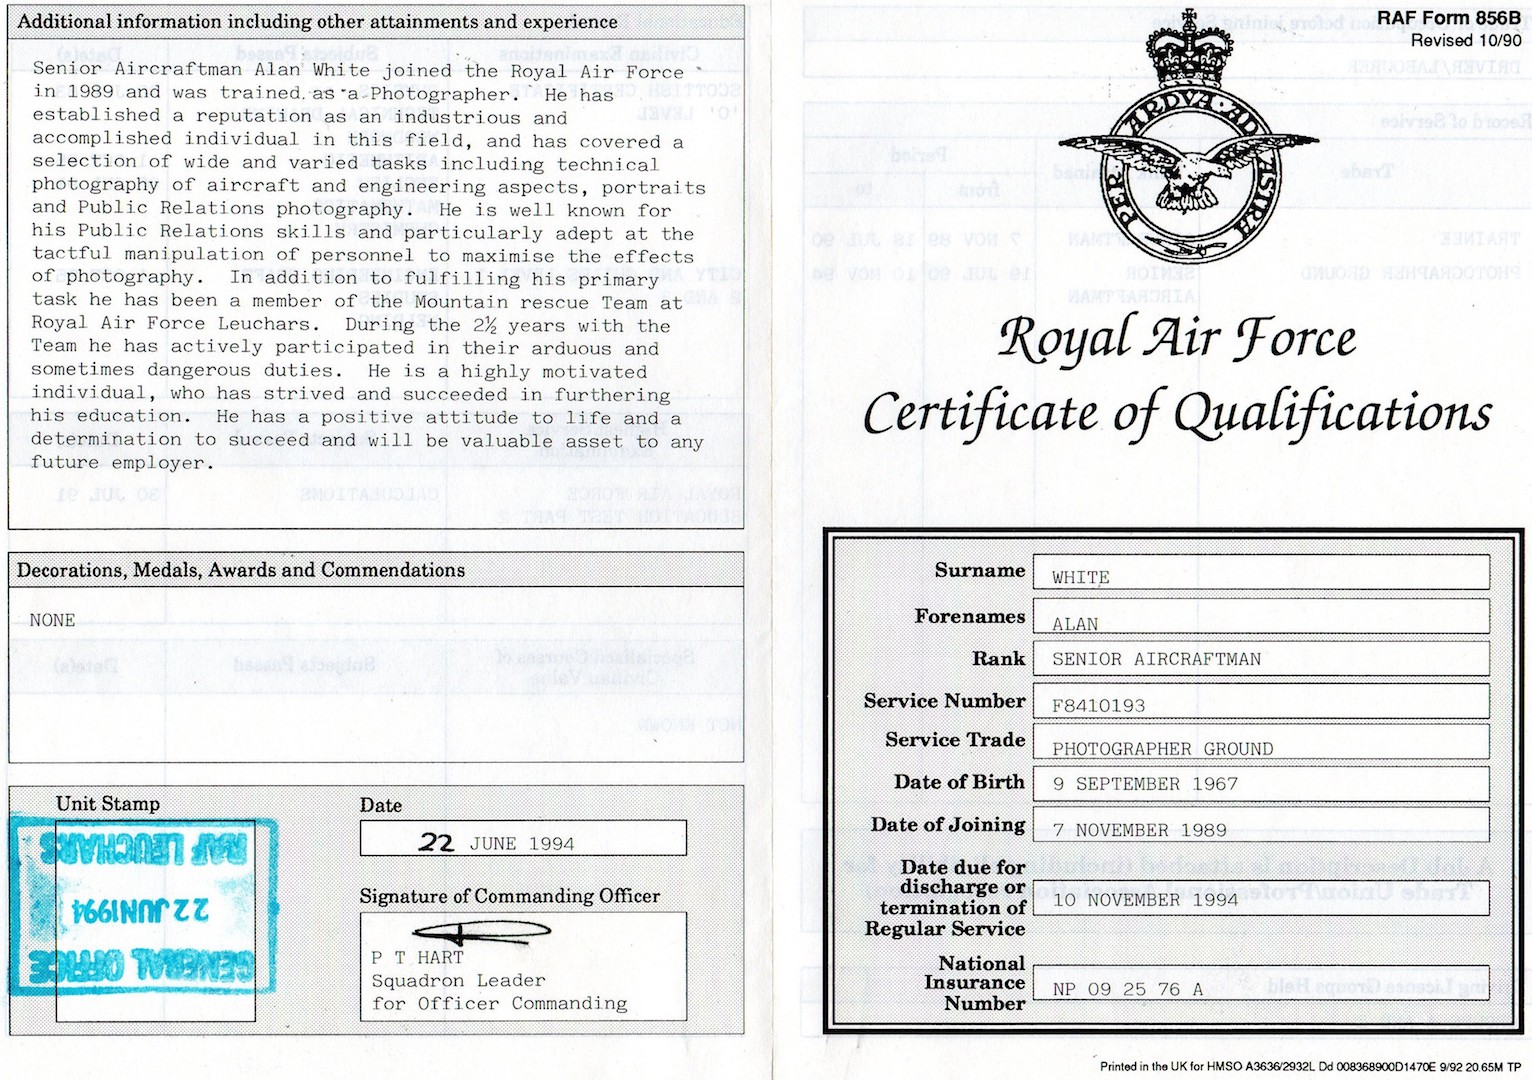 Additional information including other attainments and experience
Senior Aircraftman Alan White joined the Royal Air Force
in 1989 and was trained as a Photographer. He has
established a reputation as an industrious and
accomplished individual in this field, and has covered a
selection of wide and varied tasks including technical
photography of aircraft and engineering aspects, portraits
and Public Relations photography. He is well known for
his Public Relations skills and particularly adept at the
tactful manipulation of personnel to maximise the effects
of photography. In addition to fulfilling his primary
task he has been a member of the Mountain rescue Team at
Royal Air Force Leuchars. During the 2½ years with the
Team he has actively participated in their arduous and
sometimes dangerous duties. He is a highly motivated
individual, who has strived and succeeded in furthering
his education. He has a positive attitude to life and a
determination to succeed and will be valuable asset to any
future employer.
Decorations, Medals, Awards and Commendations
NONE
Unit Stamp
RAF LEUCHARS
22 JUN 1994
GENERAL OFFICE
Date
22 JUNE 1994
Signature of Commanding Officer
P T HART
Squadron Leader
for Officer Commanding
RAF Form 856B
Revised 10/90
PER ARDVA AD ASTRA
Royal Air Force
Certificate of Qualifications
Surname WHITE
Forenames ALAN
Rank SENIOR AIRCRAFTMAN
Service Number F8410193
Service Trade PHOTOGRAPHER GROUND
Date of Birth 9 SEPTEMBER 1967
Date of Joining 7 NOVEMBER 1989
Date due for
discharge or
termination of 10 NOVEMBER 1994
Regular Service
National
Insurance NP 09 25 76 A
Number
Printed in the UK for HMSO A3636/2932L Dd 008368900D1470E 9/92 20.65M TP